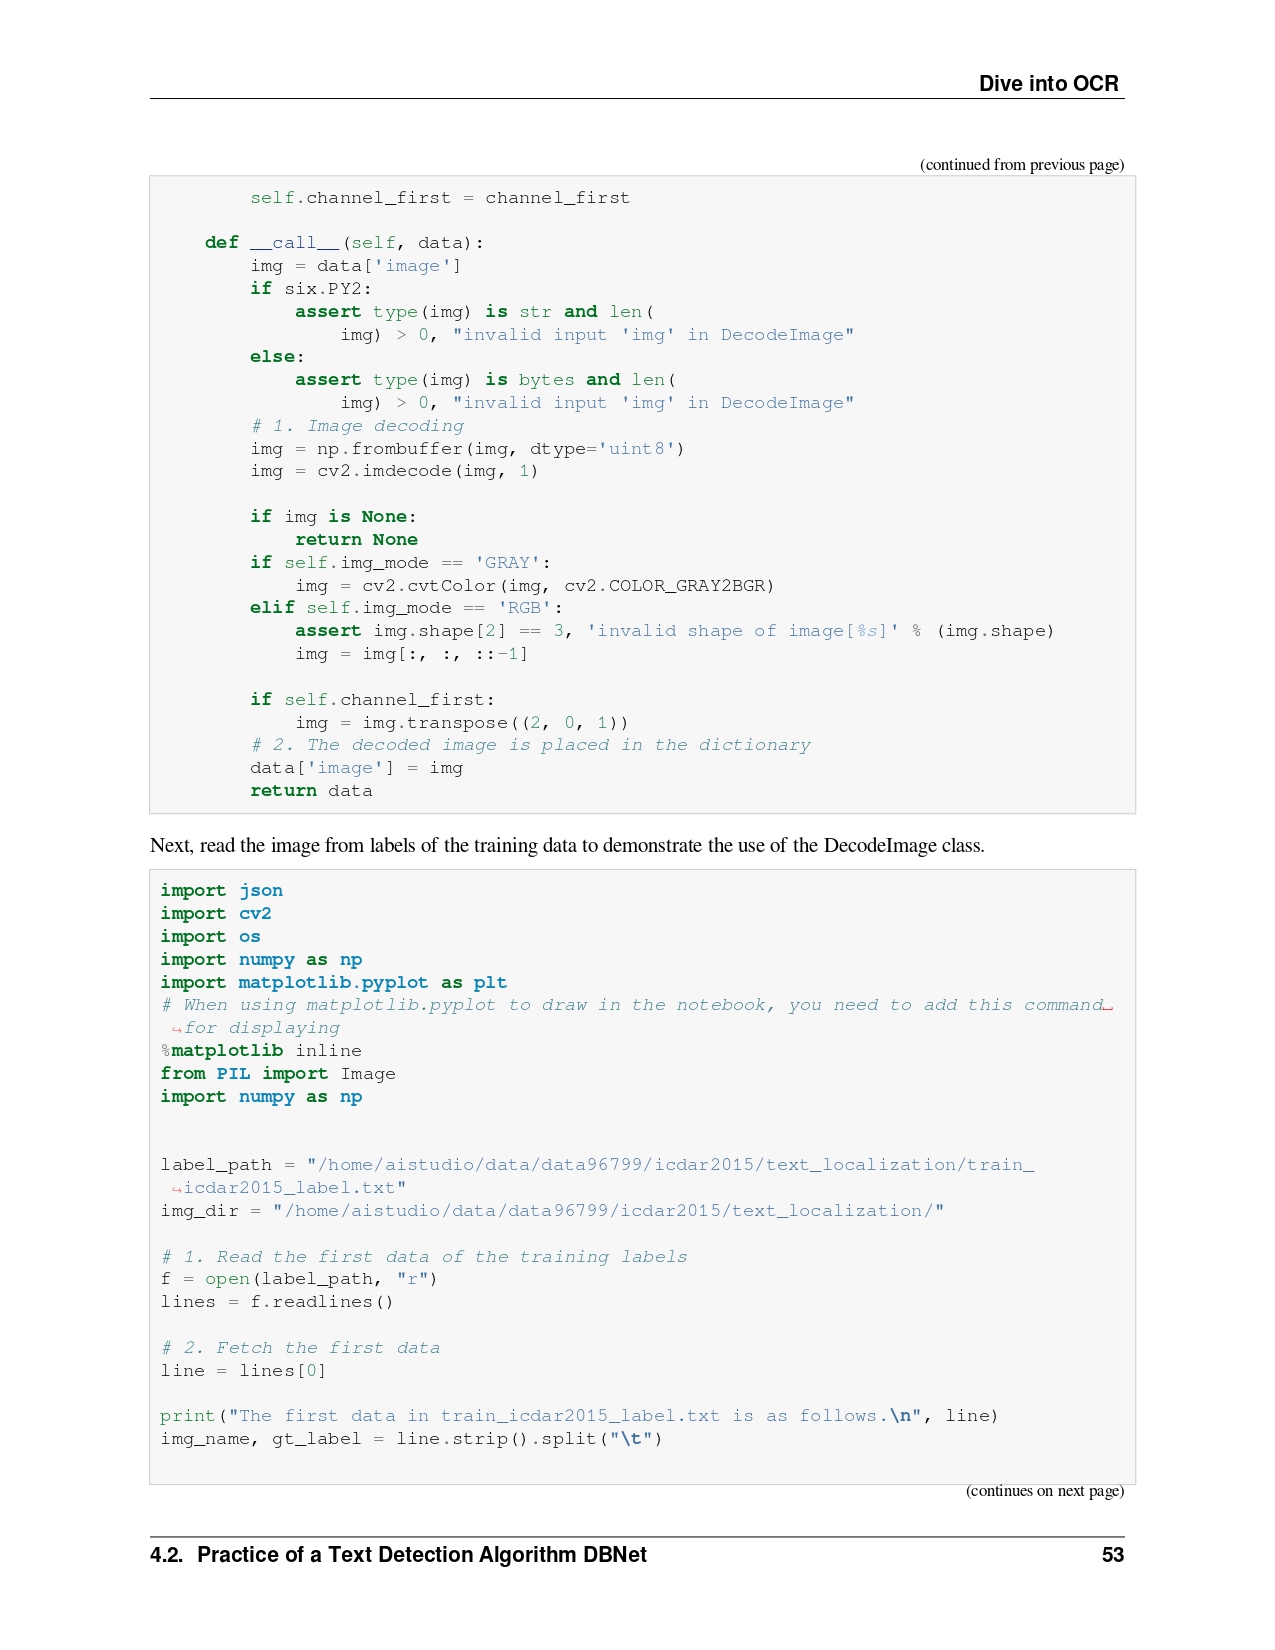 Dive into OCR
(continued from previous page)
        self.channel_first = channel_first

    def __call__(self, data):
        img = data['image']
        if six.PY2:
            assert type(img) is str and len(
                img) > 0, "invalid input 'img' in DecodeImage"
        else:
            assert type(img) is bytes and len(
                img) > 0, "invalid input 'img' in DecodeImage"
        # 1. Image decoding
        img = np.frombuffer(img, dtype='uint8')
        img = cv2.imdecode(img, 1)

        if img is None:
            return None
        if self.img_mode == 'GRAY':
            img = cv2.cvtColor(img, cv2.COLOR_GRAY2BGR)
        elif self.img_mode == 'RGB':
            assert img.shape[2] == 3, 'invalid shape of image[%s]' % (img.shape)
            img = img[:, :, ::-1]

        if self.channel_first:
            img = img.transpose((2, 0, 1))
        # 2. The decoded image is placed in the dictionary
        data['image'] = img
        return data
Next, read the image from labels of the training data to demonstrate the use of the DecodeImage class.
import json
import cv2
import os
import numpy as np
import matplotlib.pyplot as plt
# When using matplotlib.pyplot to draw in the notebook, you need to add this command␣
↪for displaying
%matplotlib inline
from PIL import Image
import numpy as np

label_path = "/home/aistudio/data/data96799/icdar2015/text_localization/train_
↪icdar2015_label.txt"
img_dir = "/home/aistudio/data/data96799/icdar2015/text_localization/"

# 1. Read the first data of the training labels
f = open(label_path, "r")
lines = f.readlines()

# 2. Fetch the first data
line = lines[0]

print("The first data in train_icdar2015_label.txt is as follows.\n", line)
img_name, gt_label = line.strip().split("\t")
(continues on next page)
4.2. Practice of a Text Detection Algorithm DBNet
53